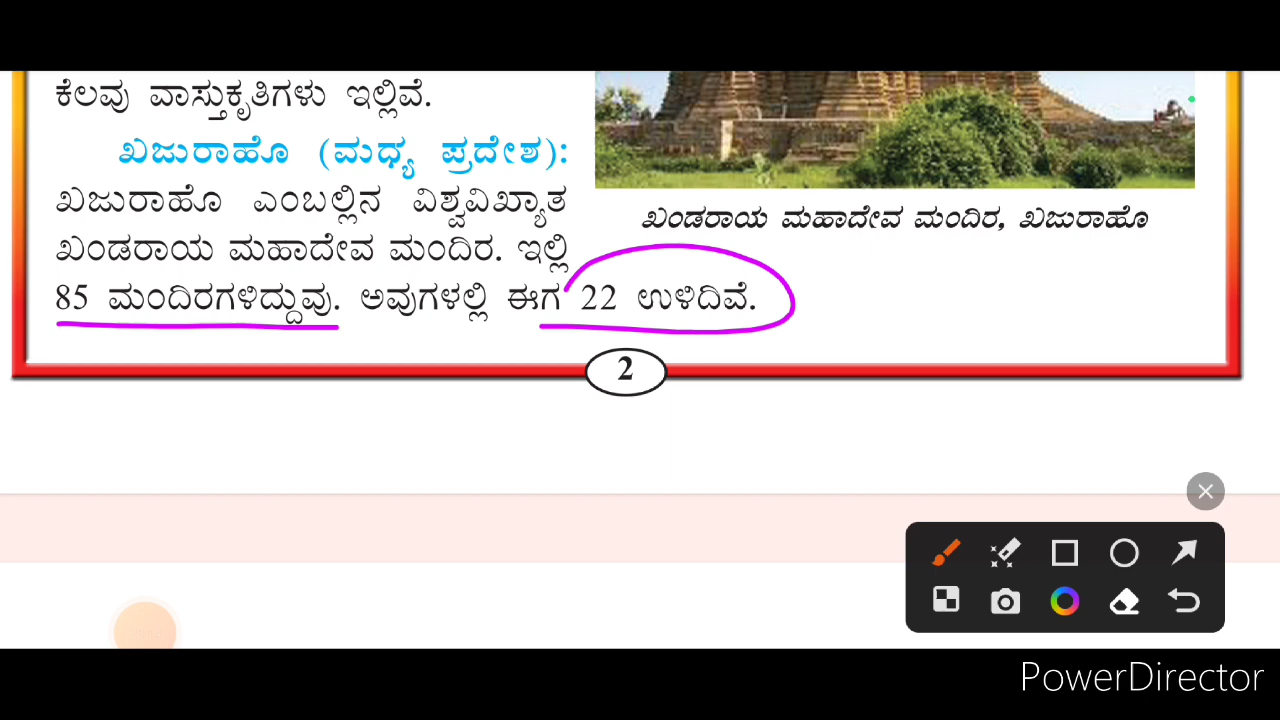 ಕೆಲವು ವಾಸ್ತುಕೃತಿಗಳು ಇಲ್ಲಿವೆ.
ಖಜುರಾಹೊ (ಮಧ್ಯ ಪ್ರದೇಶ):
ಖಜುರಾಹೊ ಎಂಬಲ್ಲಿನ ವಿಶ್ವವಿಖ್ಯಾತ
ಖಂಡರಾಯ ಮಹಾದೇವ ಮಂದಿರ. ಇಲ್ಲಿ
85 ಮಂದಿರಗಳಿದ್ದುವು. ಅವುಗಳಲ್ಲಿ ಈಗ 22 ಉಳಿದಿವೆ.
ಖಂಡರಾಯ ಮಹಾದೇವ ಮಂದಿರ, ಖಜುರಾಹೊ
2
PowerDirector